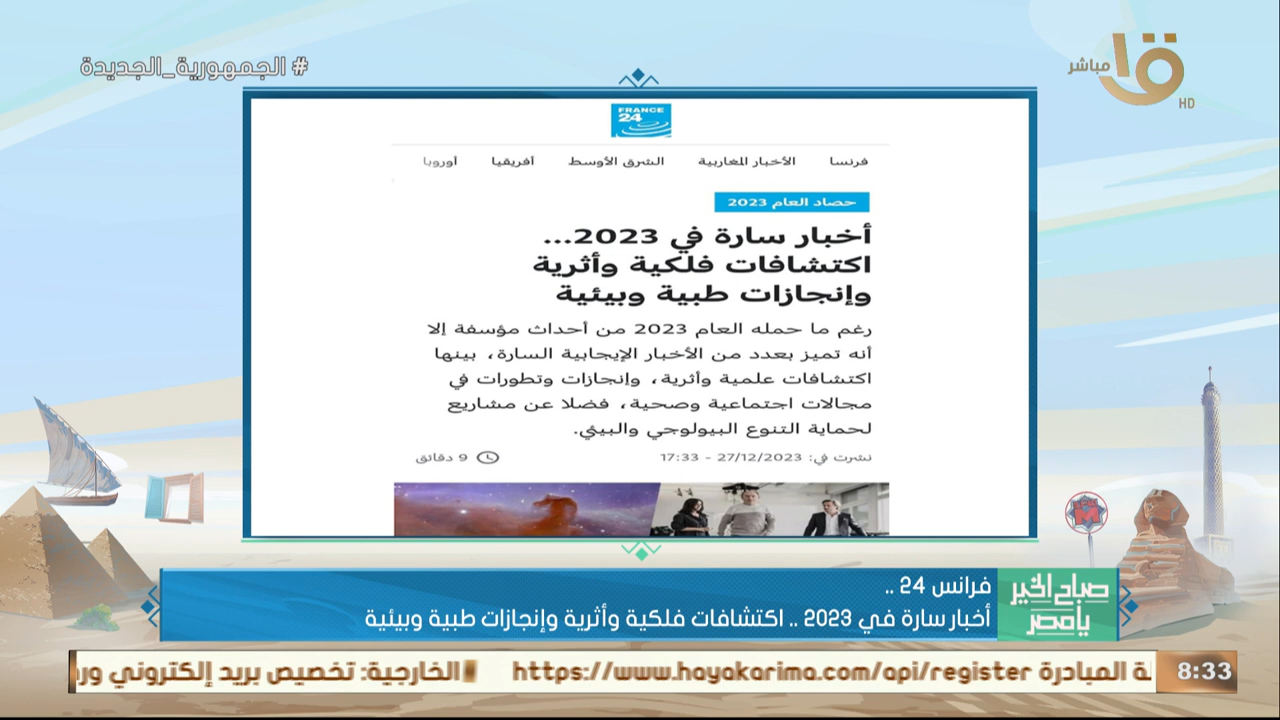 # الجمهورية_الجديدة
مباشر
HD
FRANCE
24
فرنسا الأخبار المغاربية الشرق الأوسط أفريقيا أوروبا
حصاد العام 2023
أخبار سارة في 2023...
اكتشافات فلكية وأثرية
وإنجازات طبية وبيئية
رغم ما حمله العام 2023 من أحداث مؤسفة إلا
أنه تميز بعدد من الأخبار الإيجابية السارة، بينها
اكتشافات علمية وأثرية، وإنجازات وتطورات في
مجالات اجتماعية وصحية، فضلا عن مشاريع
لحماية التنوع البيولوجي والبيئي.
نشرت في: 27/12/2023 - 17:33
9 دقائق
M
صباح الخير
يا مصر
فرانس 24 ..
أخبار سارة في 2023 .. اكتشافات فلكية وأثرية وإنجازات طبية وبيئية
8:33
المبادرة https://www.hayakarima.com/api/register الخارجية: تخصيص بريد إلكتروني